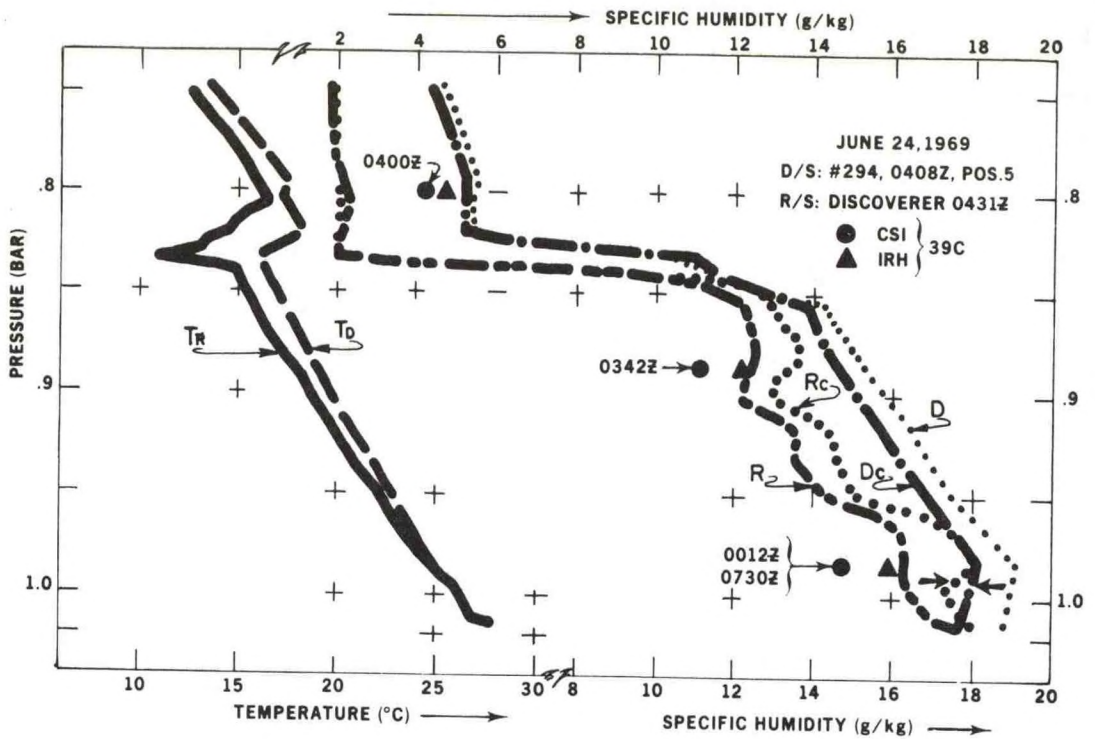 SPECIFIC HUMIDITY (g/kg)
2 4 6 8 10 12 14 16 18 20
PRESSURE (BAR)
.8
.9
1.0
JUNE 24, 1969
D/S: #294, 0408Z, POS. 5
R/S: DISCOVERER 0431Z
CSI
IRH
39C
0400Z
TR
TD
0342Z
RC
D
R
DC
0012Z
0730Z
.8
.9
1.0
10 15 20 25 30 8 10 12 14 16 18 20
TEMPERATURE (°C)
SPECIFIC HUMIDITY (g/kg)